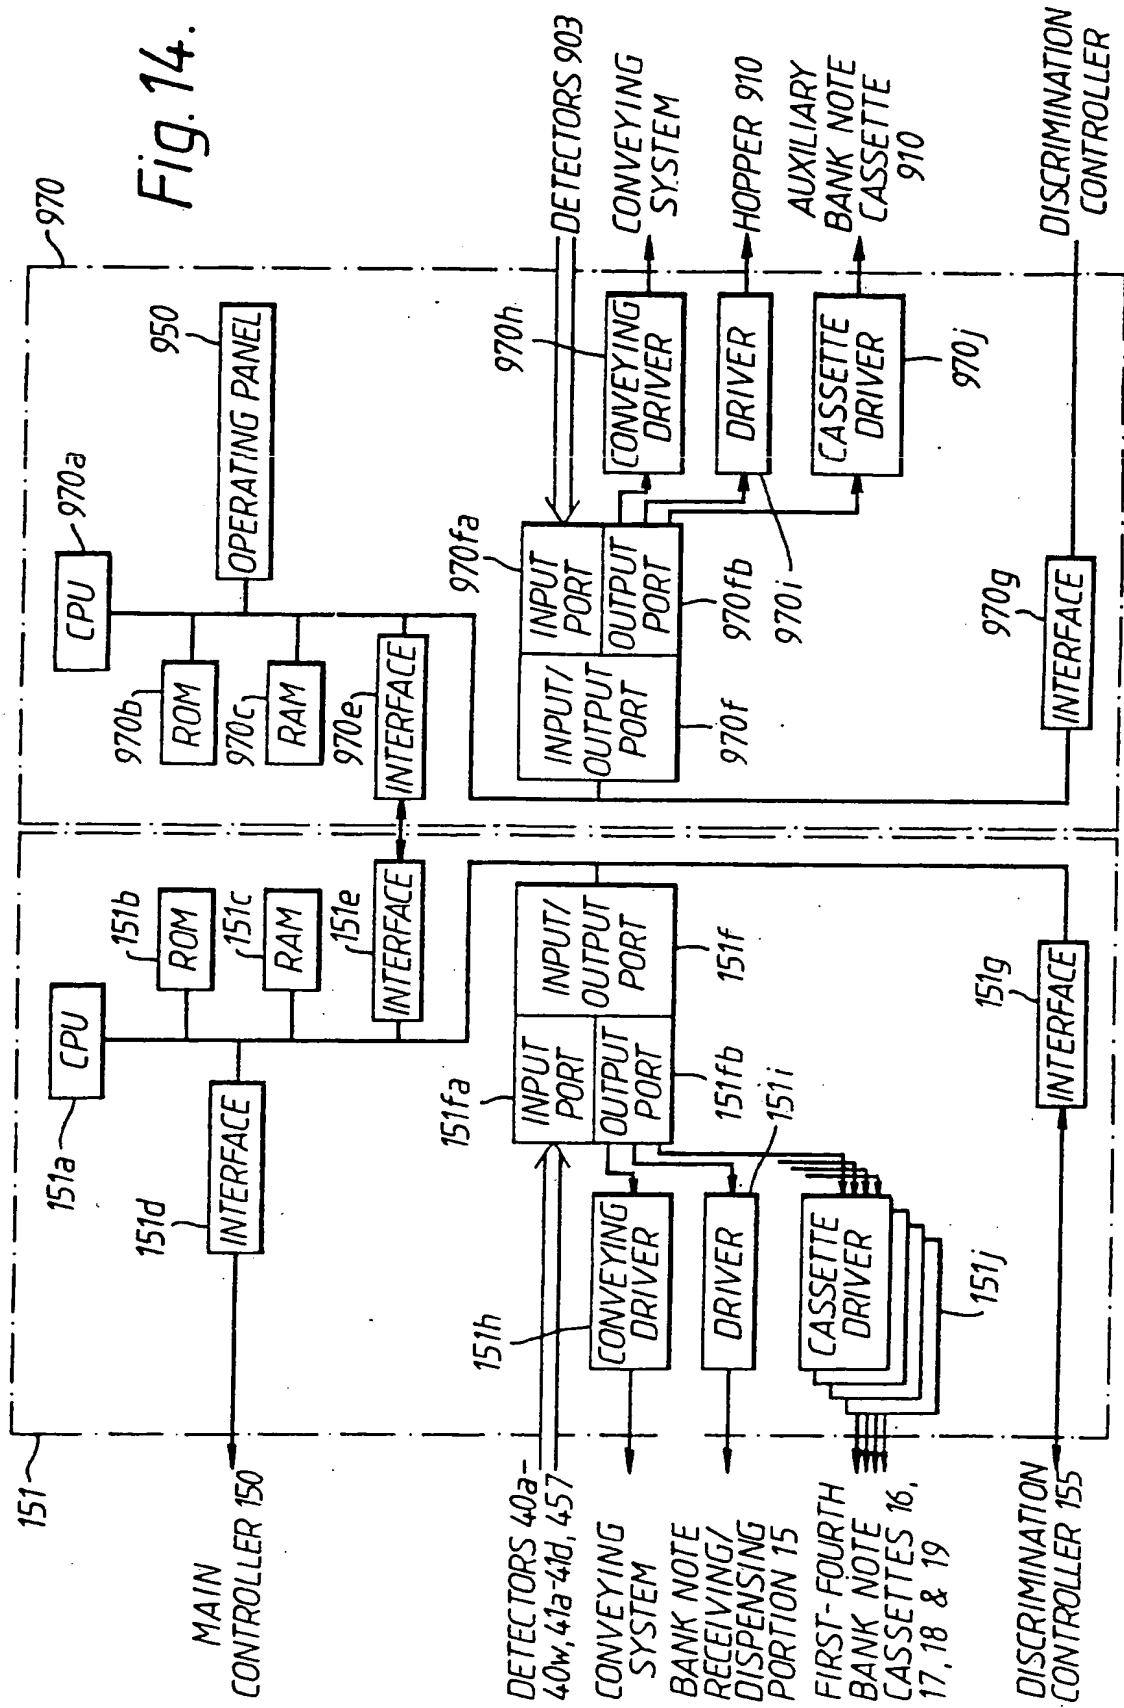 Fig. 14.
151
970
151a
CPU
151b
ROM
151c
RAM
151d
INTERFACE
151e
INTERFACE
MAIN
CONTROLLER 150
970a
CPU
950
OPERATING PANEL
970b
ROM
970c
RAM
970e
INTERFACE
DETECTORS 40a-
40w, 41a-41d, 457
151fa
INPUT
PORT
INPUT/
OUTPUT
PORT
OUTPUT
PORT
151f
151fb
970fa
INPUT
PORT
INPUT/
OUTPUT
PORT
OUTPUT
PORT
970f
970fb
DETECTORS 903
CONVEYING
SYSTEM
151h
CONVEYING
DRIVER
970h
CONVEYING
DRIVER
CONVEYING
SYSTEM
BANK NOTE
RECEIVING/
DISPENSING
PORTION 15
DRIVER
151i
970i
DRIVER
HOPPER 910
FIRST-FOURTH
BANK NOTE
CASSETTES 16,
17, 18 & 19
CASSETTE
DRIVER
151j
CASSETTE
DRIVER
970j
AUXILIARY
BANK NOTE
CASSETTE
910
DISCRIMINATION
CONTROLLER 155
151g
INTERFACE
970g
INTERFACE
DISCRIMINATION
CONTROLLER